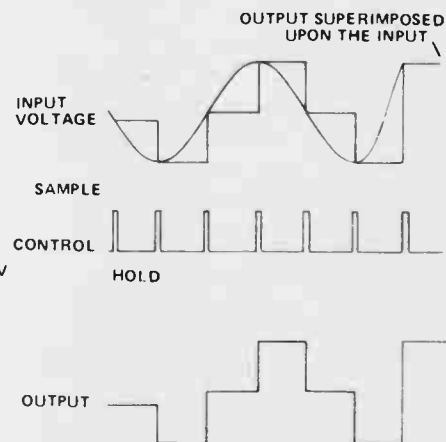 OUTPUT SUPERIMPOSED
UPON THE INPUT
INPUT
VOLTAGE
SAMPLE
CONTROL
V
HOLD
OUTPUT